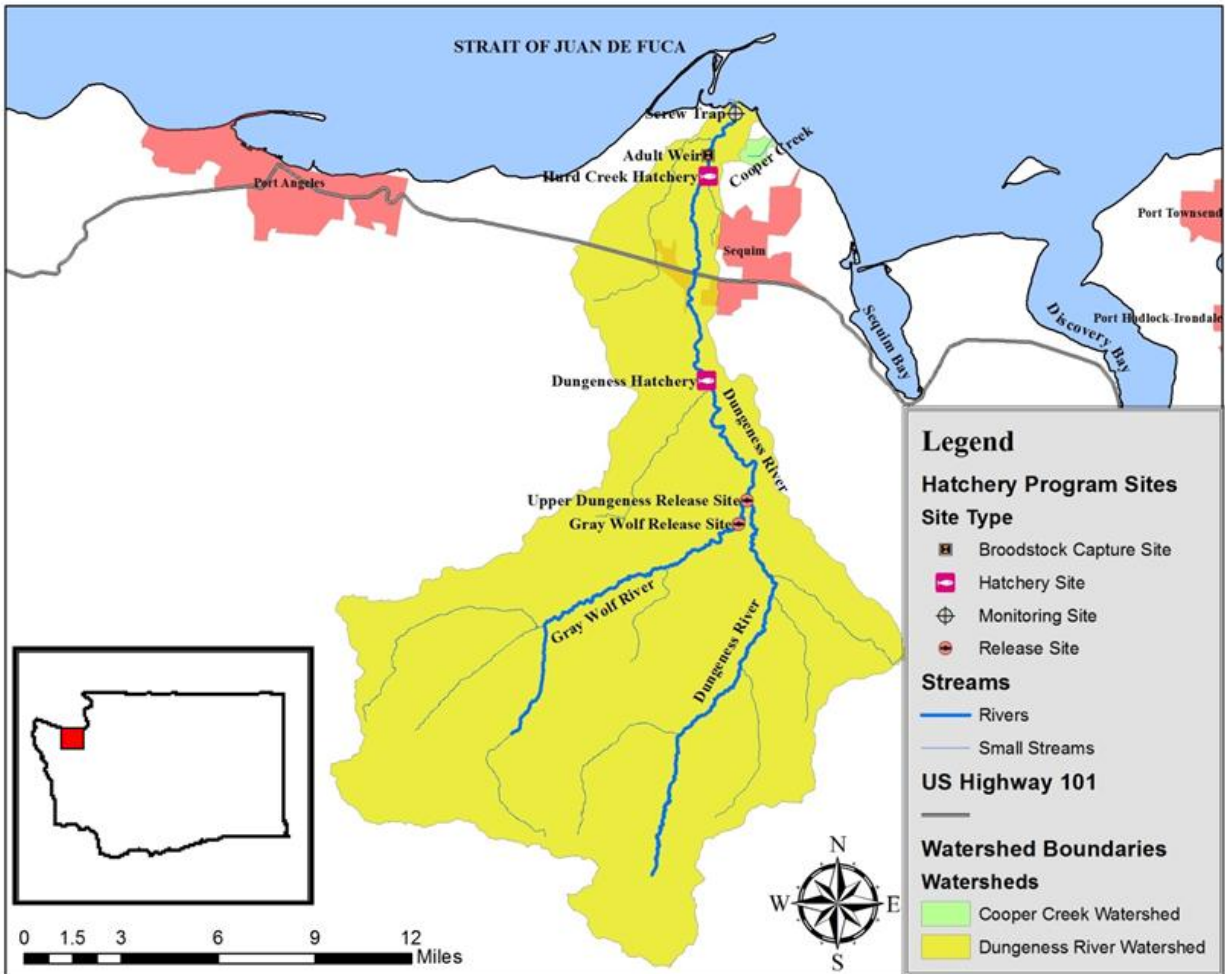 STRAIT OF JUAN DE FUCA
Screw Trap
Adult Weir
Hurd Creek Hatchery
Cooper Creek
Port Angeles
Sequim
Port Townsend
Port Hadlock-Irondale
Sequim Bay
Discovery Bay
Dungeness Hatchery
Dungeness River
Upper Dungeness Release Site
Gray Wolf Release Site
Gray Wolf River
Dungeness River
Legend
Hatchery Program Sites
Site Type
Broodstock Capture Site
Hatchery Site
Monitoring Site
Release Site
Streams
Rivers
Small Streams
US Highway 101
Watershed Boundaries
Watersheds
Cooper Creek Watershed
Dungeness River Watershed
N
W E
S
0 1.5 3 6 9 12
Miles